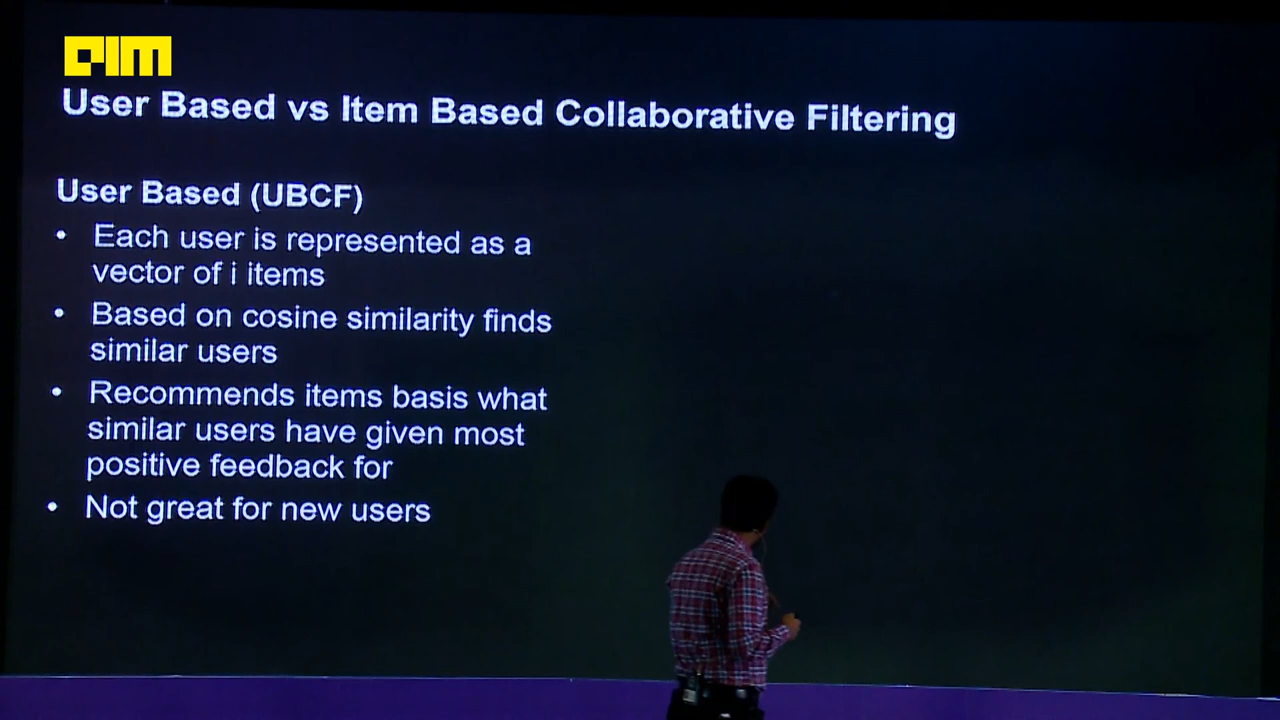 AIM
User Based vs Item Based Collaborative Filtering
User Based (UBCF)
• Each user is represented as a
vector of i items
• Based on cosine similarity finds
similar users
• Recommends items basis what
similar users have given most
positive feedback for
• Not great for new users